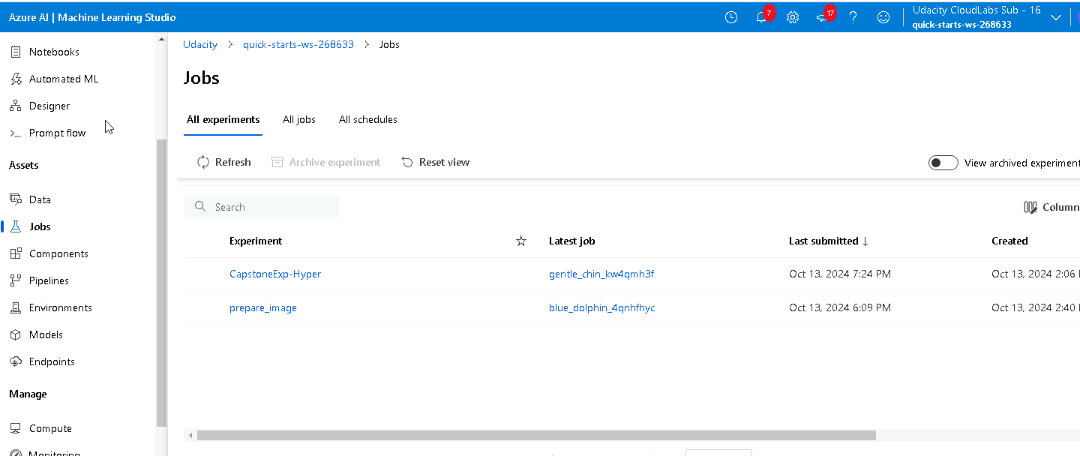 Azure AI | Machine Learning Studio
7
17
?
Udacity CloudLabs Sub - 16
quick-starts-ws-268633
Notebooks
Automated ML
Designer
Prompt flow
Assets
Data
Jobs
Components
Pipelines
Environments
Models
Endpoints
Manage
Compute
Monitoring
Udacity > quick-starts-ws-268633 > Jobs
Jobs
All experiments All jobs All schedules
Refresh Archive experiment Reset view View archived experiment
Search Column
Experiment Latest job Last submitted ↓ Created
CapstoneExp-Hyper gentle_chin_kw4qmh3f Oct 13, 2024 7:24 PM Oct 13, 2024 2:06
prepare_image blue_dolphin_4qnhfhyc Oct 13, 2024 6:09 PM Oct 13, 2024 2:40